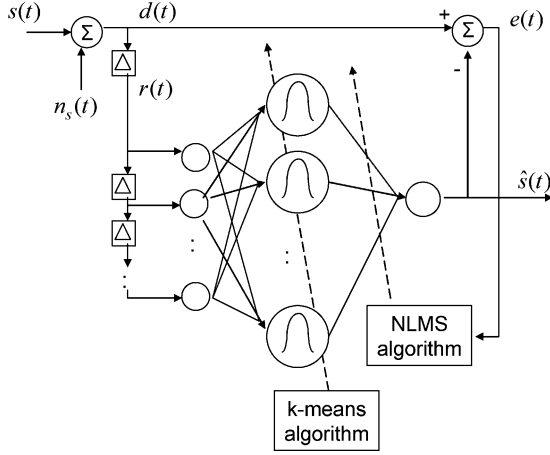 s(t)
Σ
d(t)
+
Σ
e(t)
Δ
n_s(t)
r(t)
-
Δ
ŝ(t)
Δ
:
:
:
NLMS
algorithm
k-means
algorithm